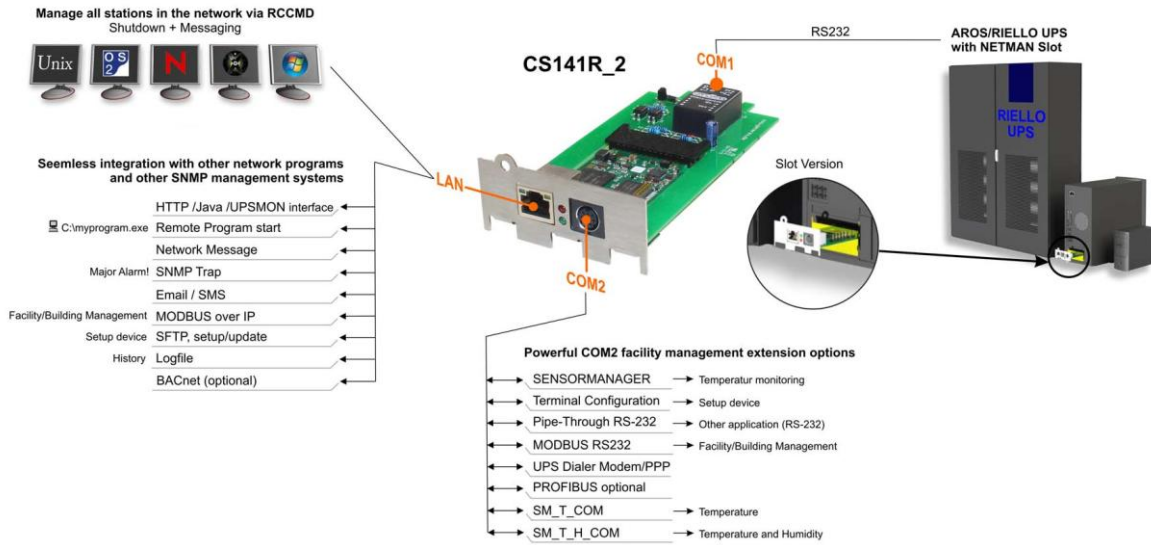 Manage all stations in the network via RCCMD
Shutdown + Messaging
Unix
OS
2
N
CS141R_2
COM1
RS232
AROS/RIELLO UPS
with NETMAN Slot
RIELLO
UPS
Slot Version
LAN
COM2
Seemless integration with other network programs
and other SNMP management systems
HTTP /Java /UPSMON interface
C:\myprogram.exe Remote Program start
Network Message
Major Alarm! SNMP Trap
Email / SMS
Facility/Building Management MODBUS over IP
Setup device SFTP, setup/update
History Logfile
BACnet (optional)
Powerful COM2 facility management extension options
SENSORMANAGER Temperatur monitoring
Terminal Configuration Setup device
Pipe-Through RS-232 Other application (RS-232)
MODBUS RS232 Facility/Building Management
UPS Dialer Modem/PPP
PROFIBUS optional
SM_T_COM Temperature
SM_T_H_COM Temperature and Humidity